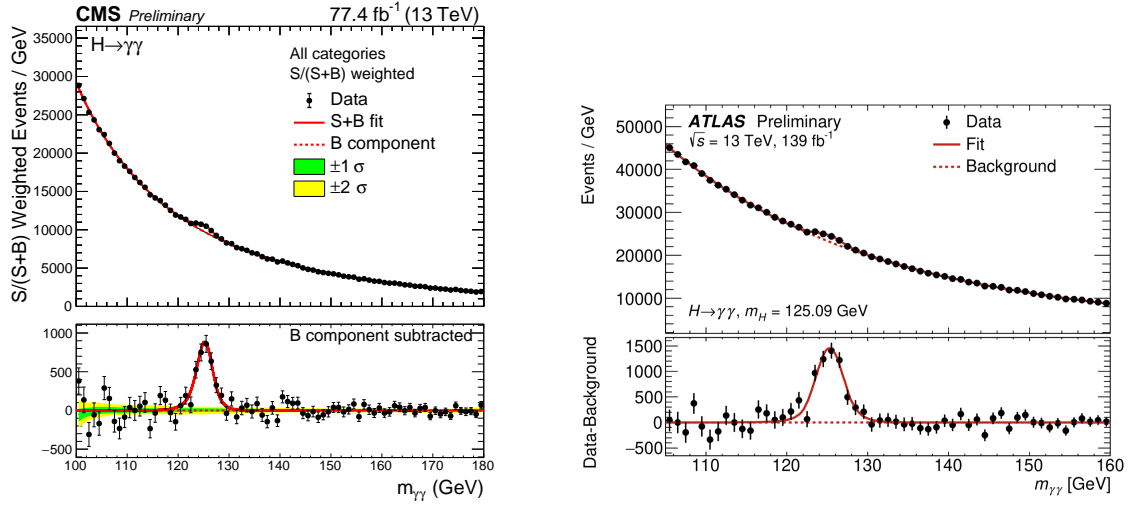 CMS Preliminary 77.4 fb⁻¹ (13 TeV)
S/(S+B) Weighted Events / GeV
35000
30000
25000
20000
15000
10000
5000
0
H→γγ
All categories
S/(S+B) weighted
Data
S+B fit
B component
±1 σ
±2 σ
1000
500
0
−500
B component subtracted
100 110 120 130 140 150 160 170 180
m_γγ (GeV)
Events / GeV
50000
40000
30000
20000
10000
ATLAS Preliminary
√s = 13 TeV, 139 fb⁻¹
Data
Fit
Background
H→γγ, m_H = 125.09 GeV
Data-Background
1500
1000
500
0
−500
110 120 130 140 150 160
m_γγ [GeV]